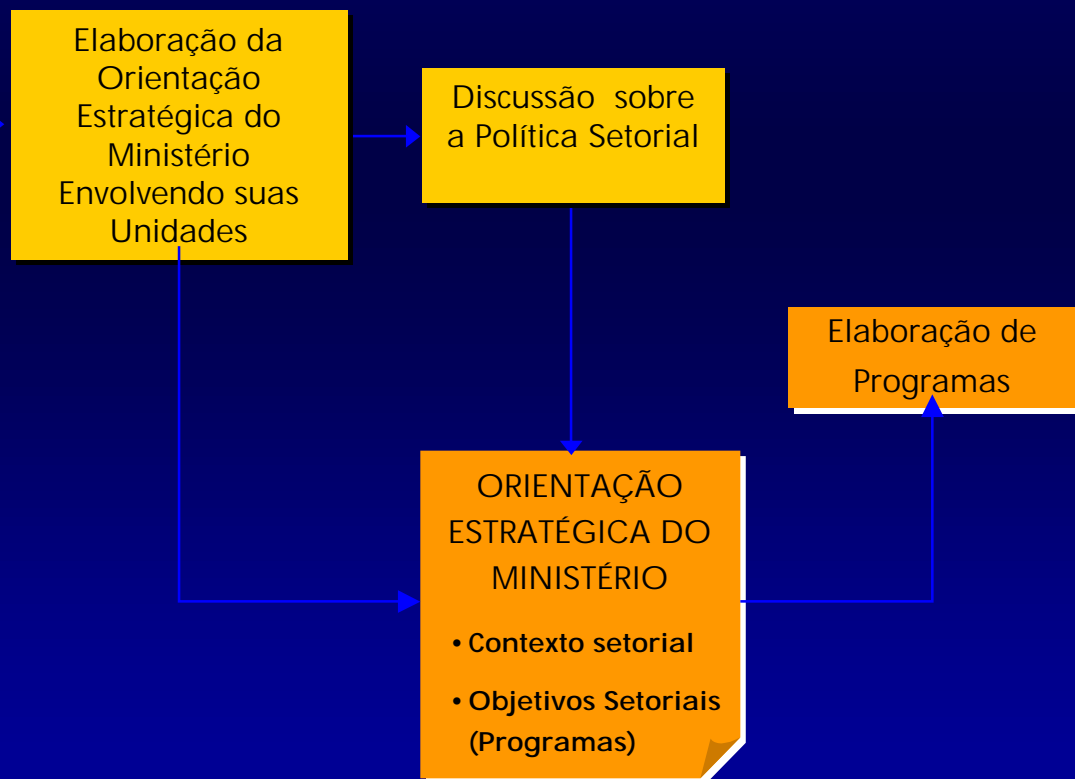 Elaboração da
Orientação
Estratégica do
Ministério
Envolvendo suas
Unidades
Discussão sobre
a Política Setorial
Elaboração de
Programas
ORIENTAÇÃO
ESTRATÉGICA DO
MINISTÉRIO
• Contexto setorial
• Objetivos Setoriais
(Programas)